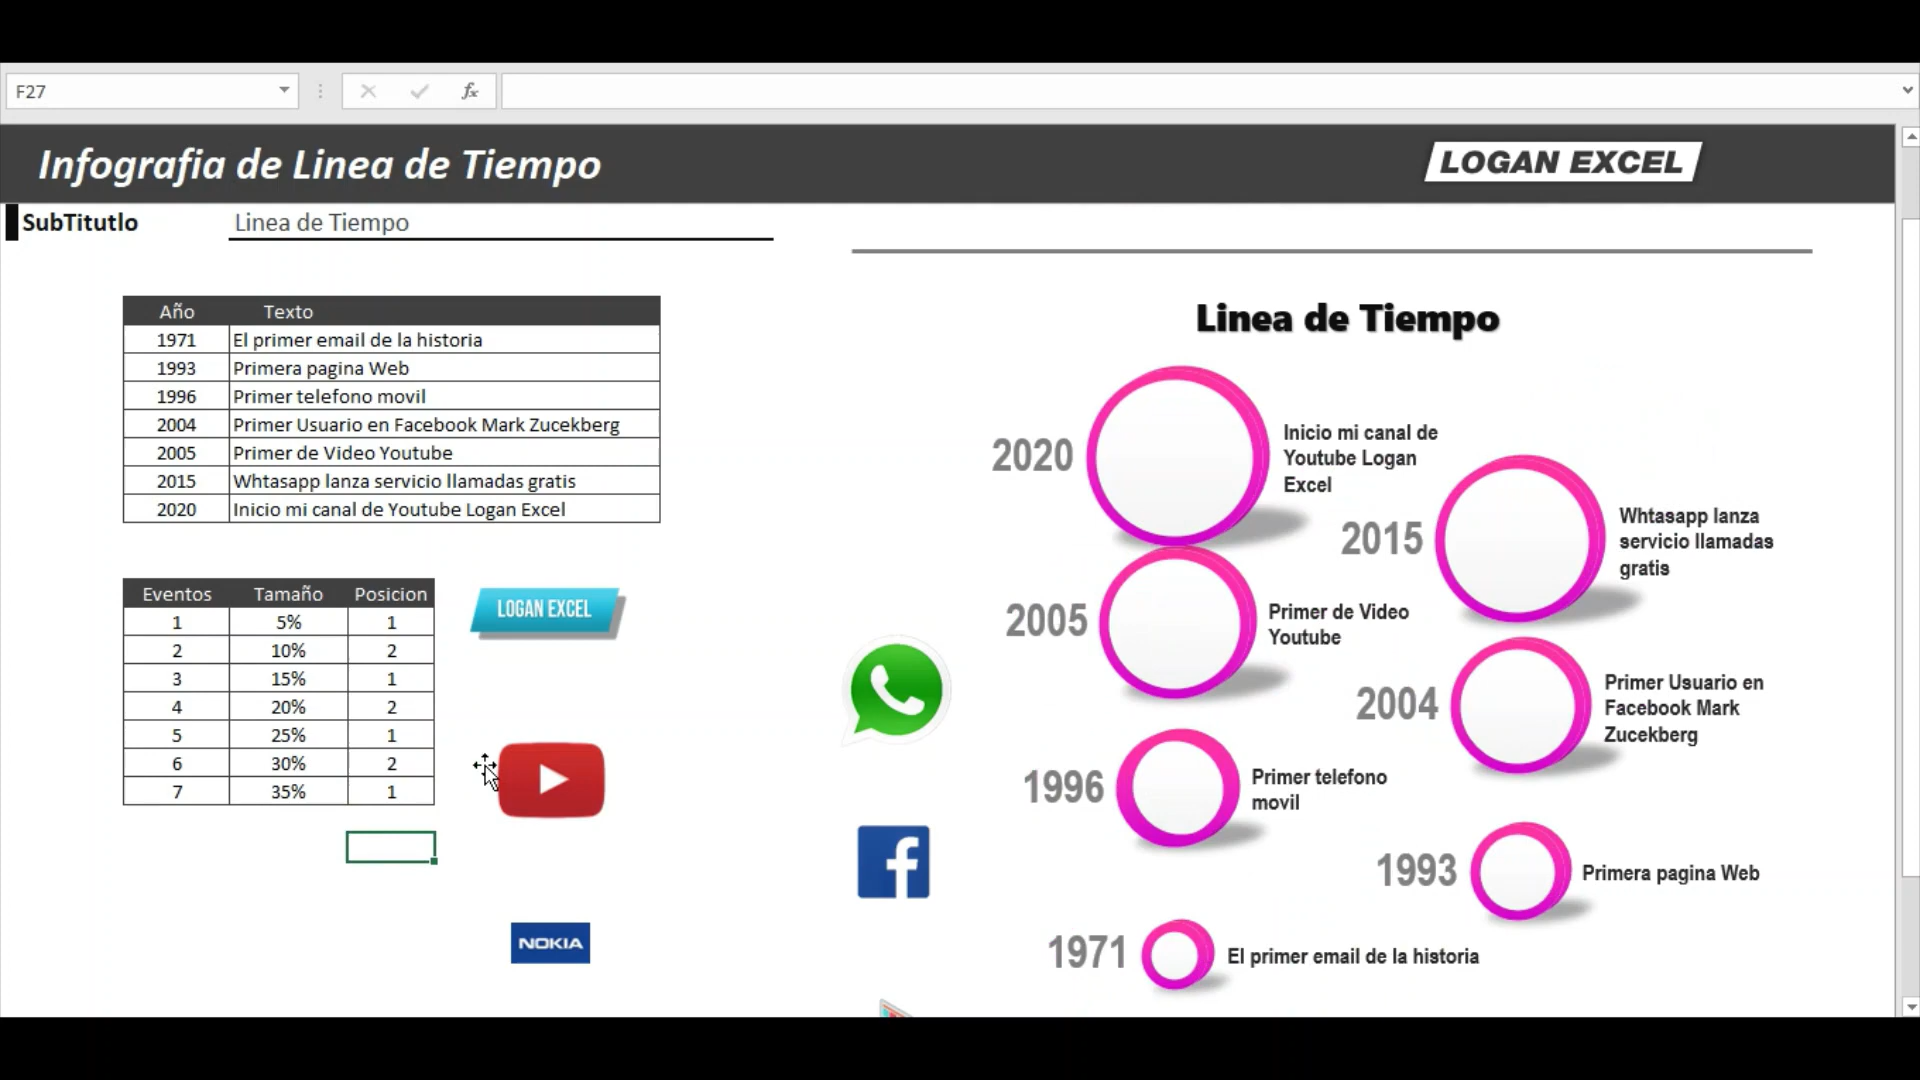 F27
fx
Infografia de Linea de Tiempo
LOGAN EXCEL
SubTitutlo
Linea de Tiempo
Año Texto
1971 El primer email de la historia
1993 Primera pagina Web
1996 Primer telefono movil
2004 Primer Usuario en Facebook Mark Zucekberg
2005 Primer de Video Youtube
2015 Whtasapp lanza servicio llamadas gratis
2020 Inicio mi canal de Youtube Logan Excel
Eventos Tamaño Posicion
1 5% 1
2 10% 2
3 15% 1
4 20% 2
5 25% 1
6 30% 2
7 35% 1
LOGAN EXCEL
NOKIA
Linea de Tiempo
2020
Inicio mi canal de
Youtube Logan
Excel
2015
Whtasapp lanza
servicio llamadas
gratis
2005
Primer de Video
Youtube
2004
Primer Usuario en
Facebook Mark
Zucekberg
1996
Primer telefono
movil
1993
Primera pagina Web
1971
El primer email de la historia